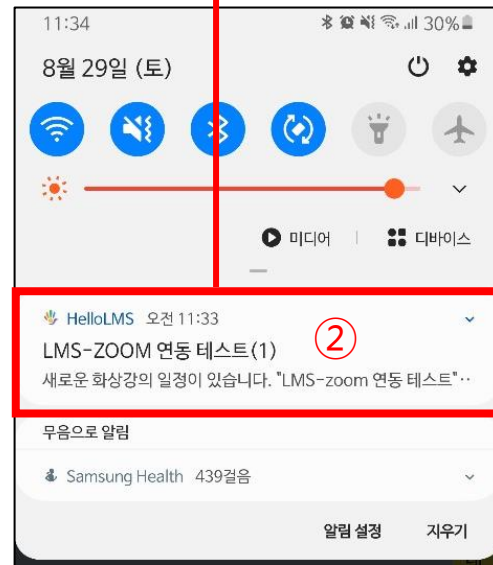 11:34 30%
8월 29일 (토)
미디어 디바이스
HelloLMS 오전 11:33
LMS-ZOOM 연동 테스트(1)
②
새로운 화상강의 일정이 있습니다. "LMS-zoom 연동 테스트"··
무음으로 알림
Samsung Health 439걸음
알림 설정 지우기